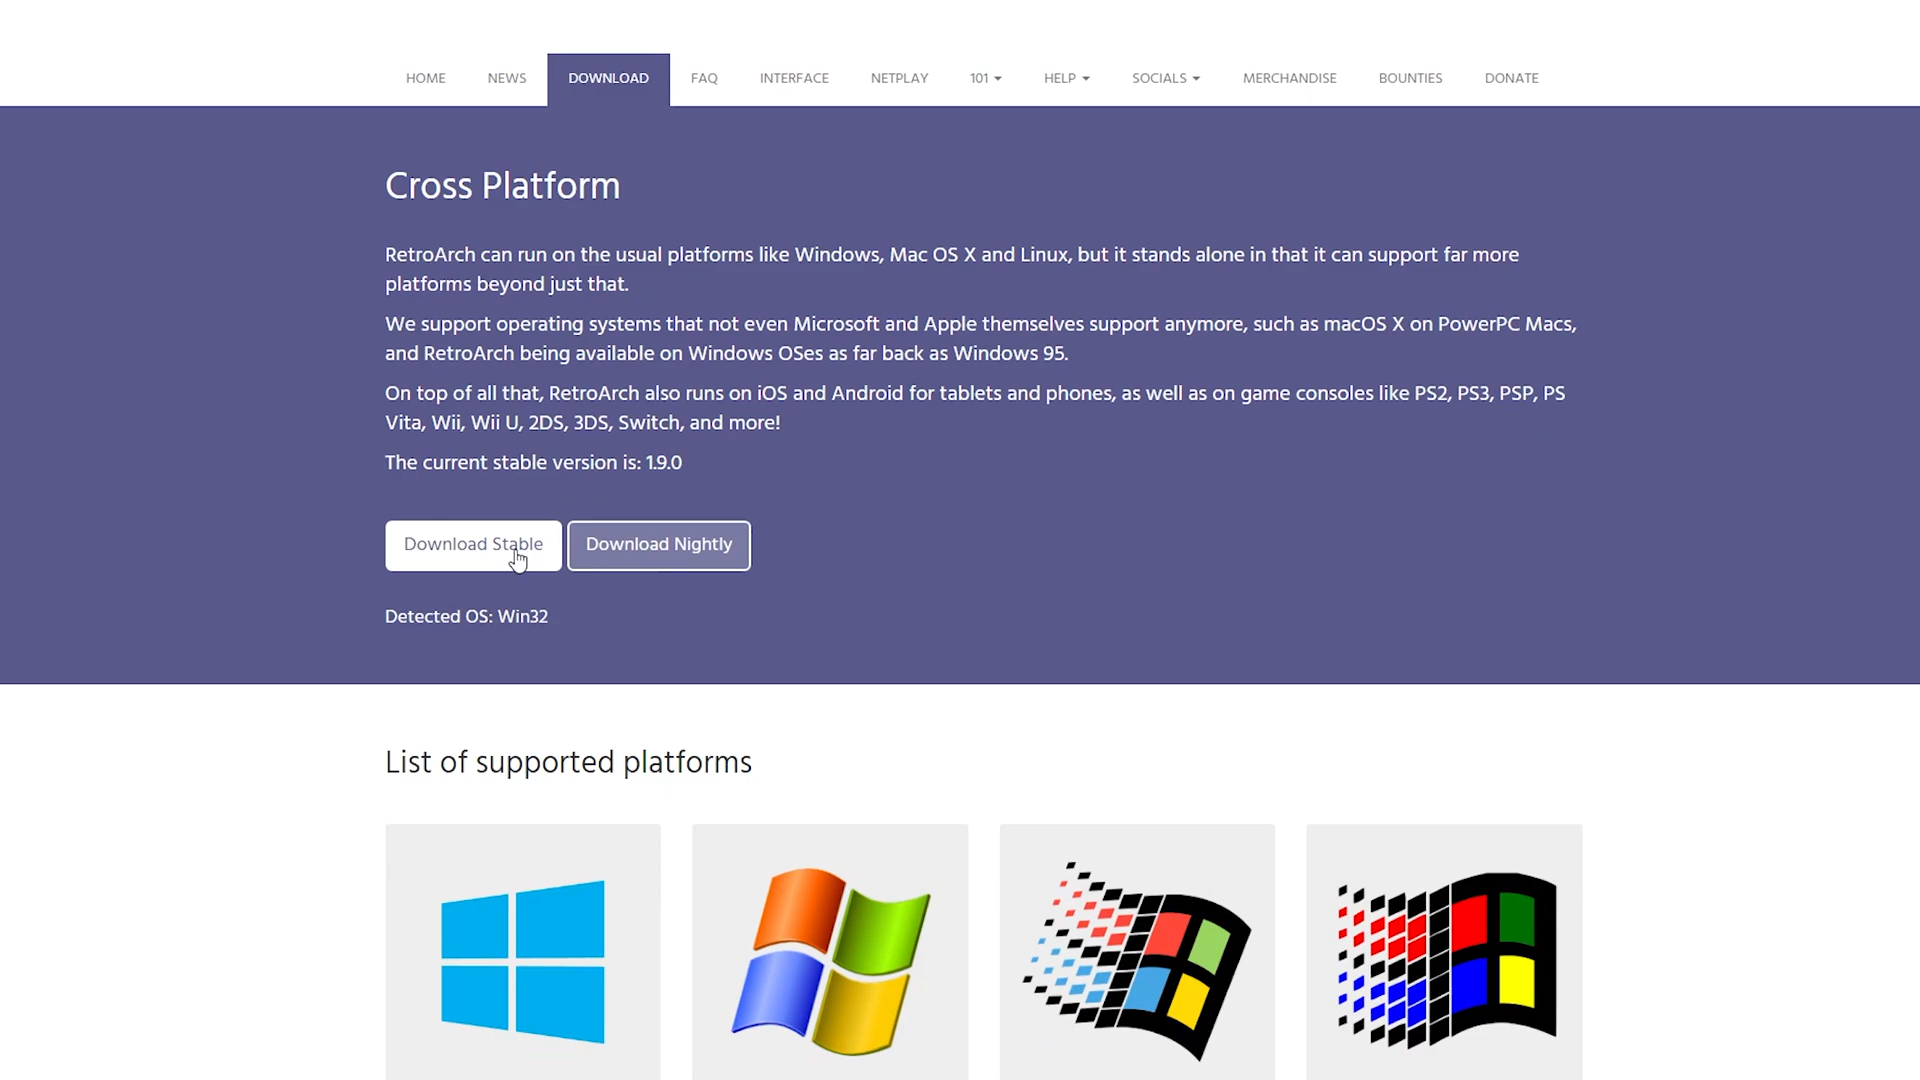 HOME NEWS DOWNLOAD FAQ INTERFACE NETPLAY 101 HELP SOCIALS MERCHANDISE BOUNTIES DONATE
Cross Platform
RetroArch can run on the usual platforms like Windows, Mac OS X and Linux, but it stands alone in that it can support far more
platforms beyond just that.
We support operating systems that not even Microsoft and Apple themselves support anymore, such as macOS X on PowerPC Macs,
and RetroArch being available on Windows OSes as far back as Windows 95.
On top of all that, RetroArch also runs on iOS and Android for tablets and phones, as well as on game consoles like PS2, PS3, PSP, PS
Vita, Wii, Wii U, 2DS, 3DS, Switch, and more!
The current stable version is: 1.9.0
Download Stable Download Nightly
Detected OS: Win32
List of supported platforms